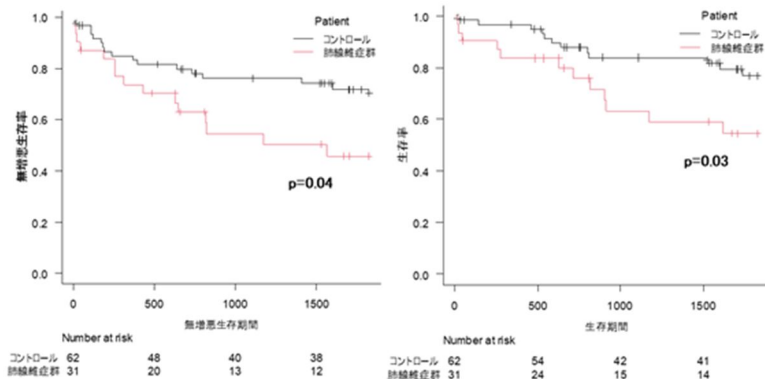 Patient
コントロール
肺線維症群
無増悪生存率
1.0
0.8
0.6
0.4
0.2
0.0
p=0.04
0
500
1000
1500
無増悪生存期間
Number at risk
コントロール 62 48 40 38
肺線維症群 31 20 13 12
Patient
コントロール
肺線維症群
生存率
1.0
0.8
0.6
0.4
0.2
0.0
p=0.03
0
500
1000
1500
生存期間
Number at risk
コントロール 62 54 42 41
肺線維症群 31 24 15 14